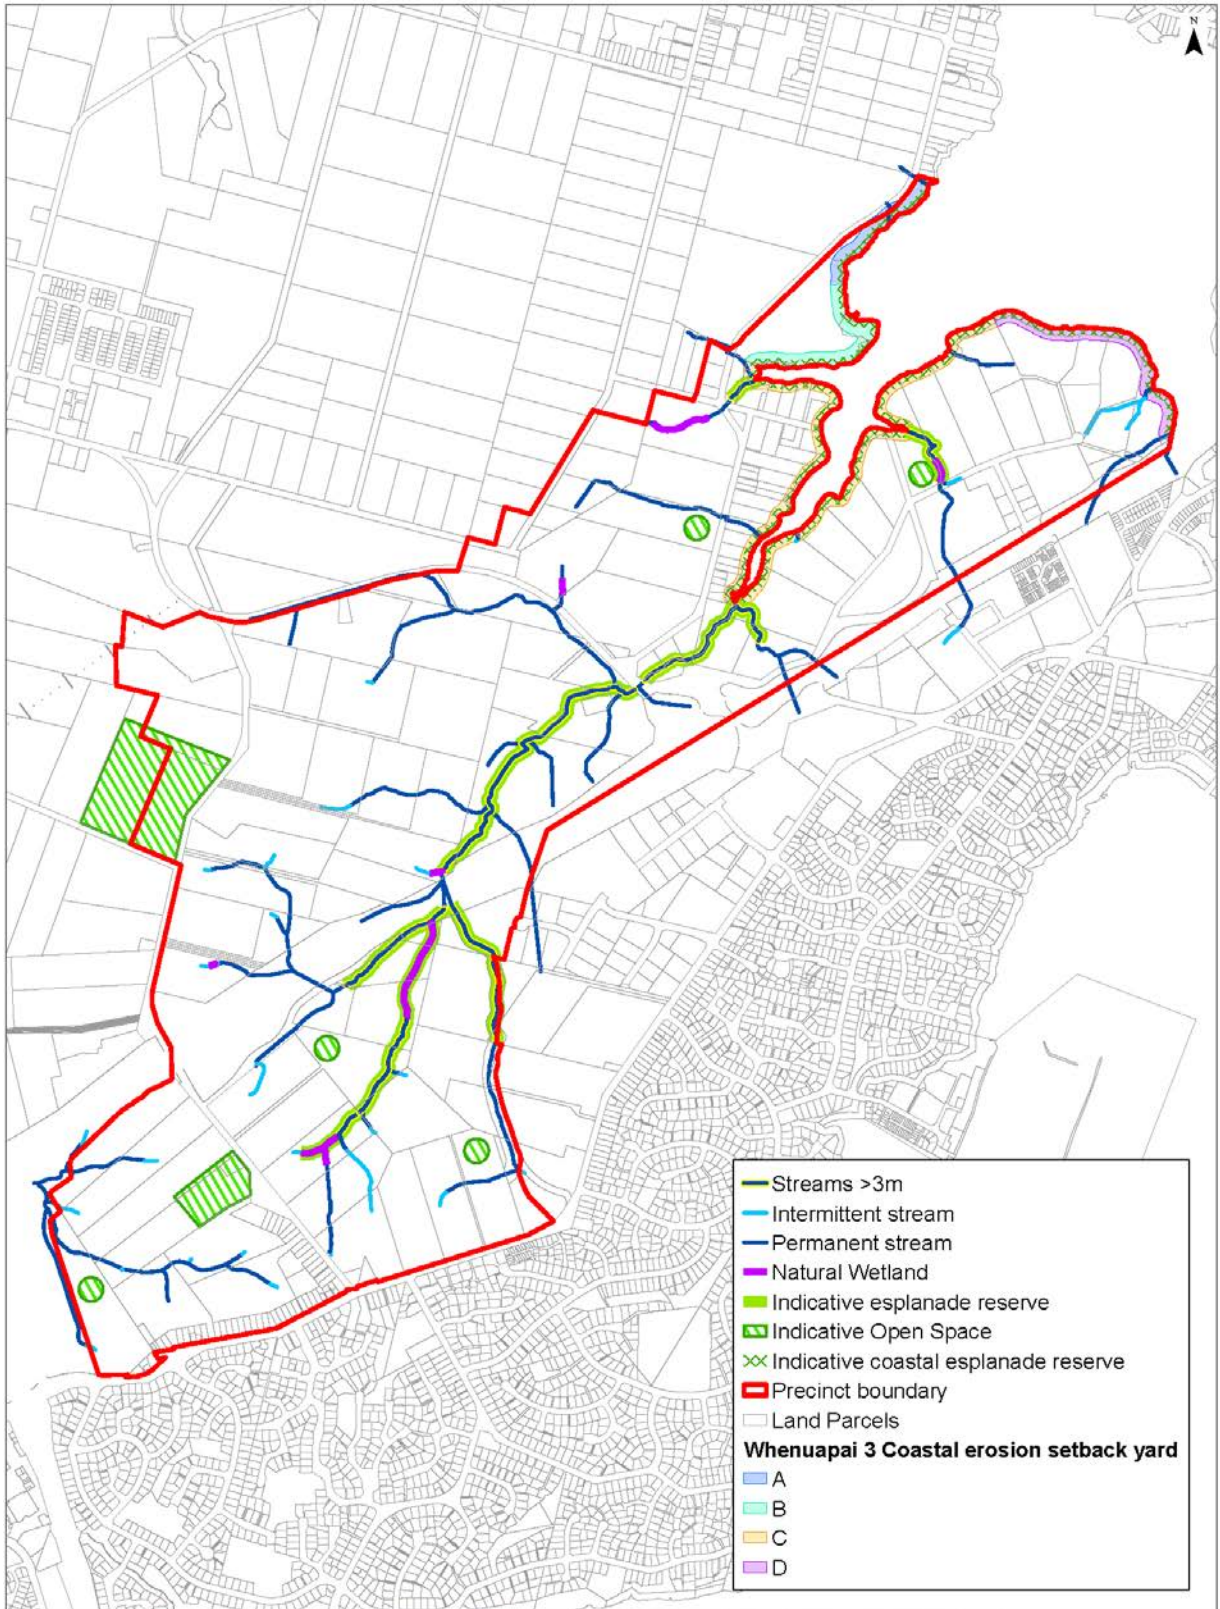 N
Streams >3m
Intermittent stream
Permanent stream
Natural Wetland
Indicative esplanade reserve
Indicative Open Space
Indicative coastal esplanade reserve
Precinct boundary
Land Parcels
Whenuapai 3 Coastal erosion setback yard
A
B
C
D